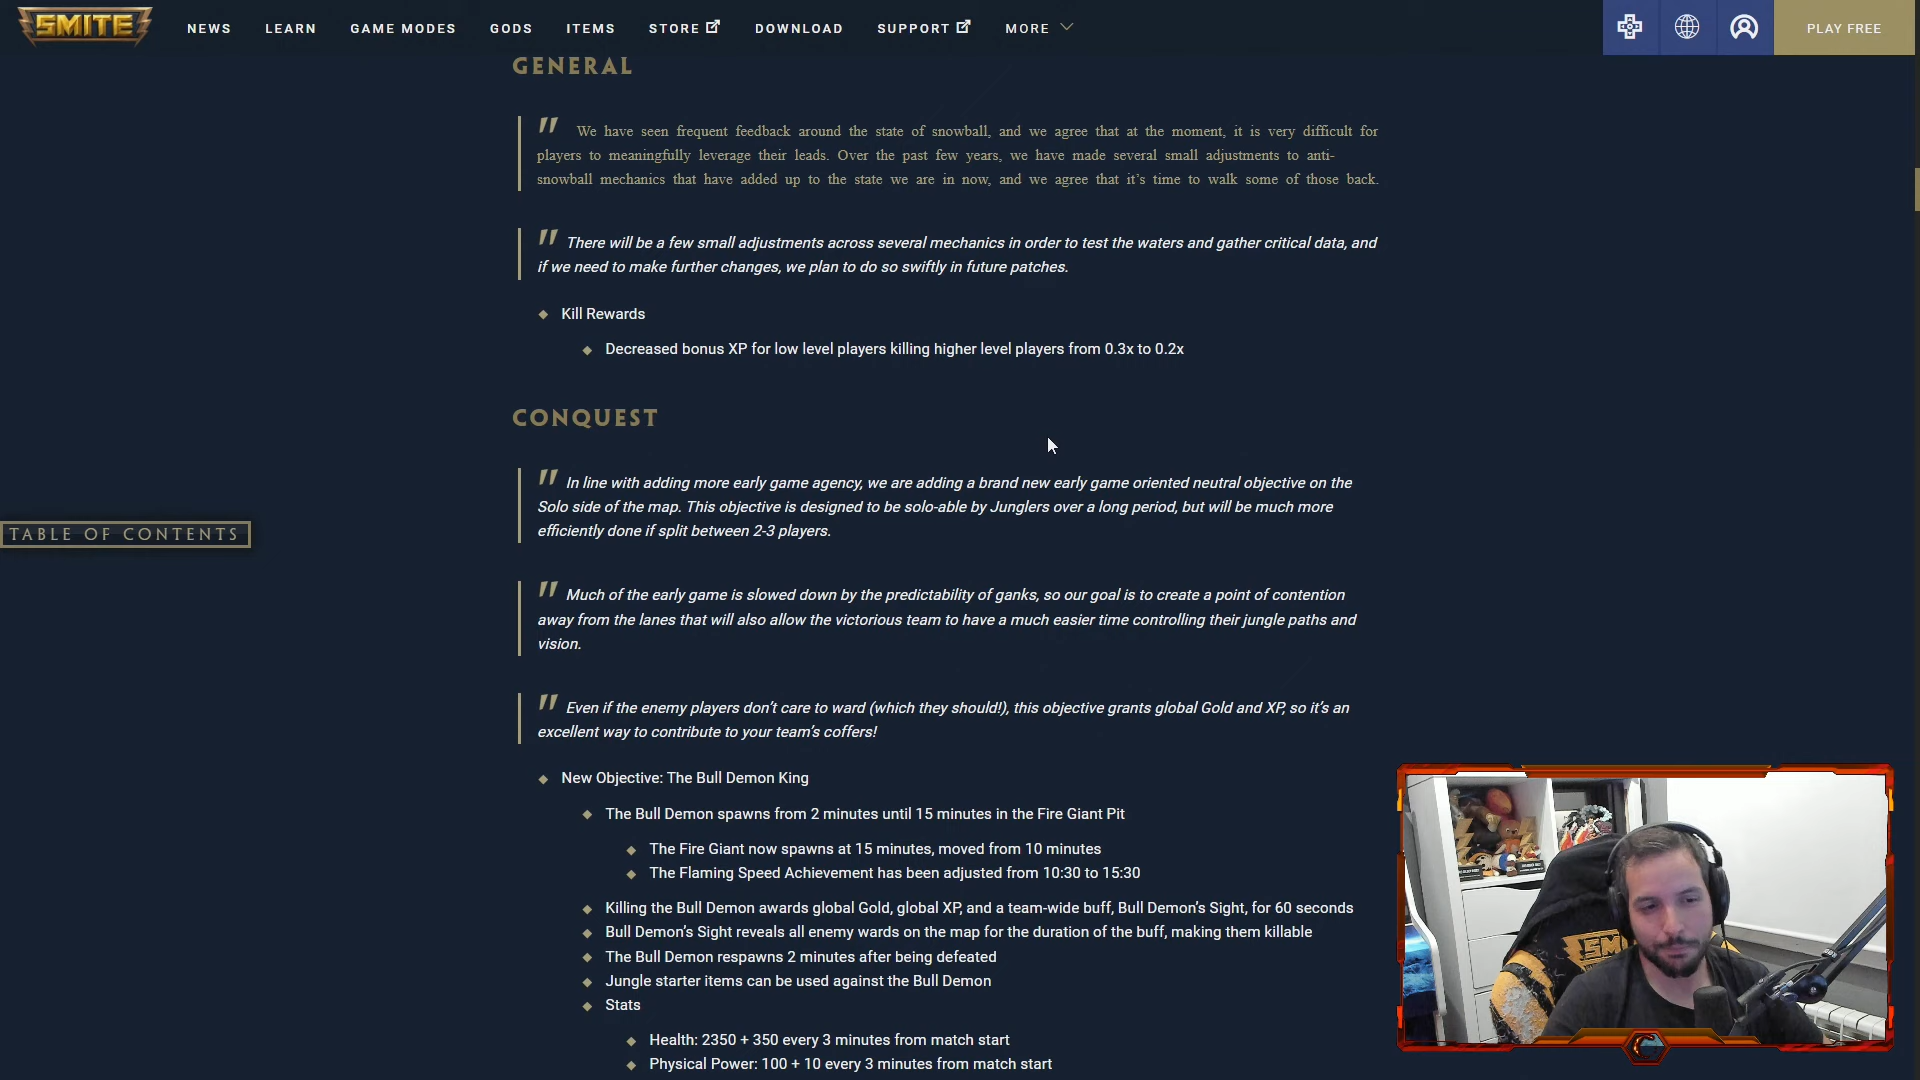 SMITE
NEWS LEARN GAME MODES GODS ITEMS STORE DOWNLOAD SUPPORT MORE PLAY FREE
GENERAL
" We have seen frequent feedback around the state of snowball, and we agree that at the moment, it is very difficult for
players to meaningfully leverage their leads. Over the past few years, we have made several small adjustments to anti-
snowball mechanics that have added up to the state we are in now, and we agree that it’s time to walk some of those back.
" There will be a few small adjustments across several mechanics in order to test the waters and gather critical data, and
if we need to make further changes, we plan to do so swiftly in future patches.
Kill Rewards
Decreased bonus XP for low level players killing higher level players from 0.3x to 0.2x
CONQUEST
" In line with adding more early game agency, we are adding a brand new early game oriented neutral objective on the
Solo side of the map. This objective is designed to be solo-able by Junglers over a long period, but will be much more
efficiently done if split between 2-3 players.
TABLE OF CONTENTS
" Much of the early game is slowed down by the predictability of ganks, so our goal is to create a point of contention
away from the lanes that will also allow the victorious team to have a much easier time controlling their jungle paths and
vision.
" Even if the enemy players don’t care to ward (which they should!), this objective grants global Gold and XP, so it’s an
excellent way to contribute to your team’s coffers!
New Objective: The Bull Demon King
The Bull Demon spawns from 2 minutes until 15 minutes in the Fire Giant Pit
The Fire Giant now spawns at 15 minutes, moved from 10 minutes
The Flaming Speed Achievement has been adjusted from 10:30 to 15:30
Killing the Bull Demon awards global Gold, global XP, and a team-wide buff, Bull Demon’s Sight, for 60 seconds
Bull Demon’s Sight reveals all enemy wards on the map for the duration of the buff, making them killable
The Bull Demon respawns 2 minutes after being defeated
Jungle starter items can be used against the Bull Demon
Stats
Health: 2350 + 350 every 3 minutes from match start
Physical Power: 100 + 10 every 3 minutes from match start